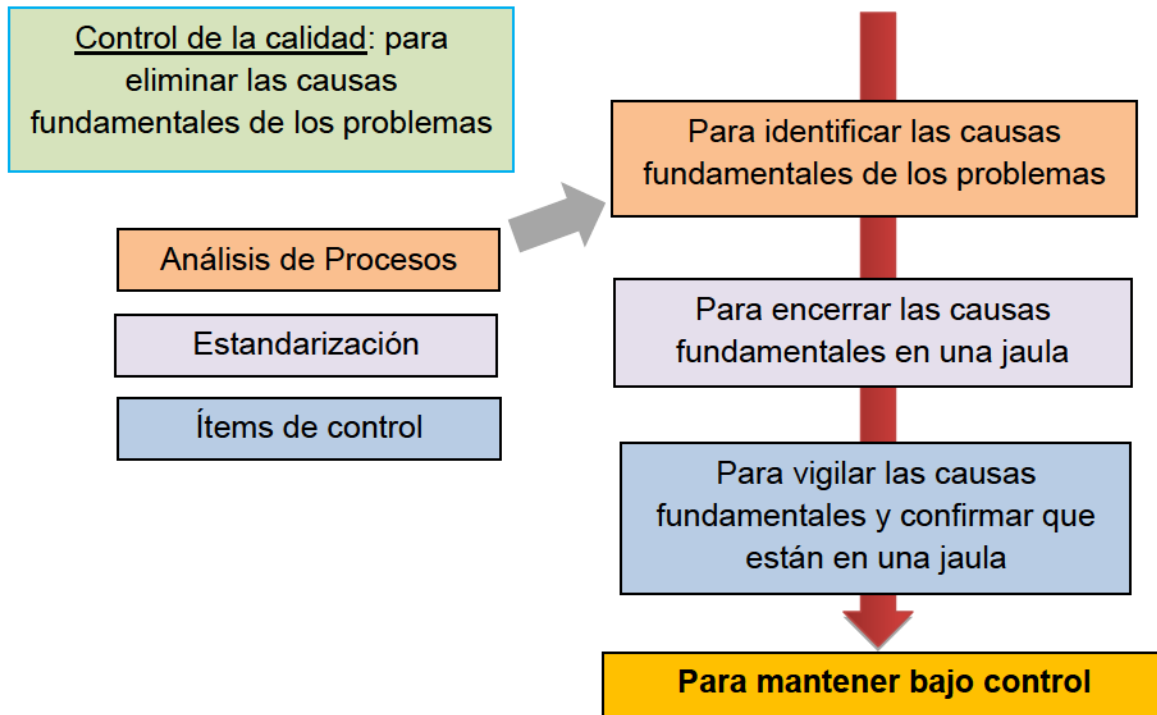 Control de la calidad: para
eliminar las causas
fundamentales de los problemas
Para identificar las causas
fundamentales de los problemas
Análisis de Procesos
Estandarización
Ítems de control
Para encerrar las causas
fundamentales en una jaula
Para vigilar las causas
fundamentales y confirmar que
están en una jaula
Para mantener bajo control